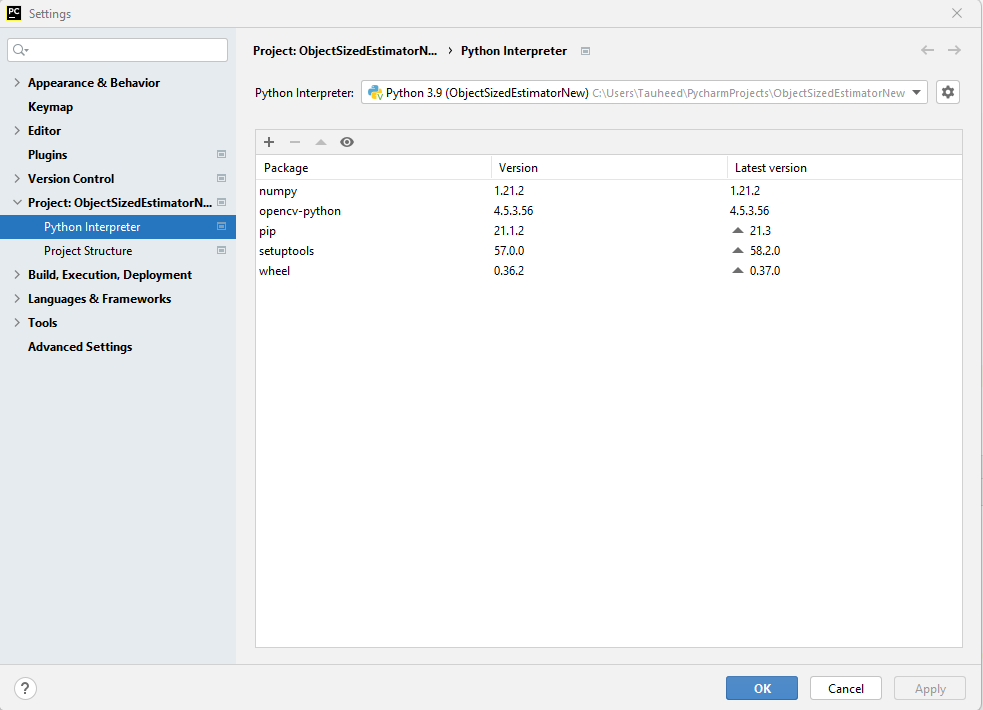 PC Settings
Project: ObjectSizedEstimatorN... › Python Interpreter
Python Interpreter: Python 3.9 (ObjectSizedEstimatorNew) C:\Users\Tauheed\PycharmProjects\ObjectSizedEstimatorNew
Appearance & Behavior
Keymap
Editor
Plugins
Version Control
Project: ObjectSizedEstimatorN...
Python Interpreter
Project Structure
Build, Execution, Deployment
Languages & Frameworks
Tools
Advanced Settings
Package Version Latest version
numpy 1.21.2 1.21.2
opencv-python 4.5.3.56 4.5.3.56
pip 21.1.2 21.3
setuptools 57.0.0 58.2.0
wheel 0.36.2 0.37.0
? OK Cancel Apply